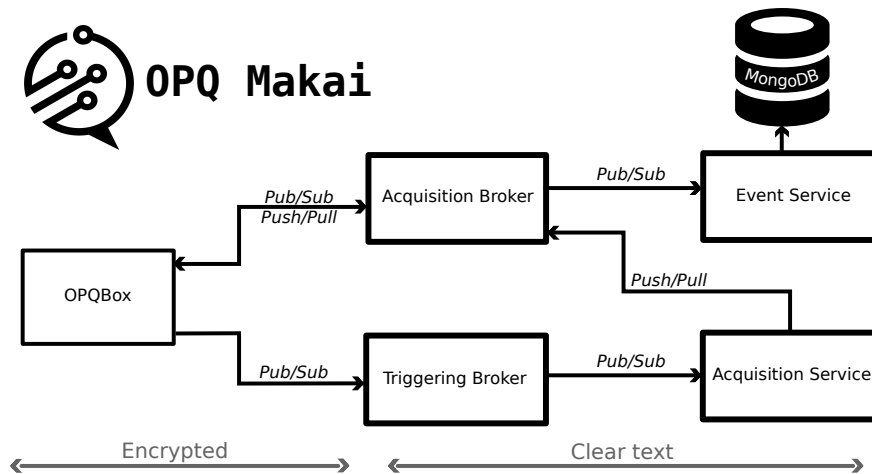 OPQ Makai
MongoDB
Pub/Sub
Acquisition Broker
Event Service
Pub/Sub
Push/Pull
OPQBox
Push/Pull
Pub/Sub
Triggering Broker
Pub/Sub
Acquisition Service
Encrypted
Clear text